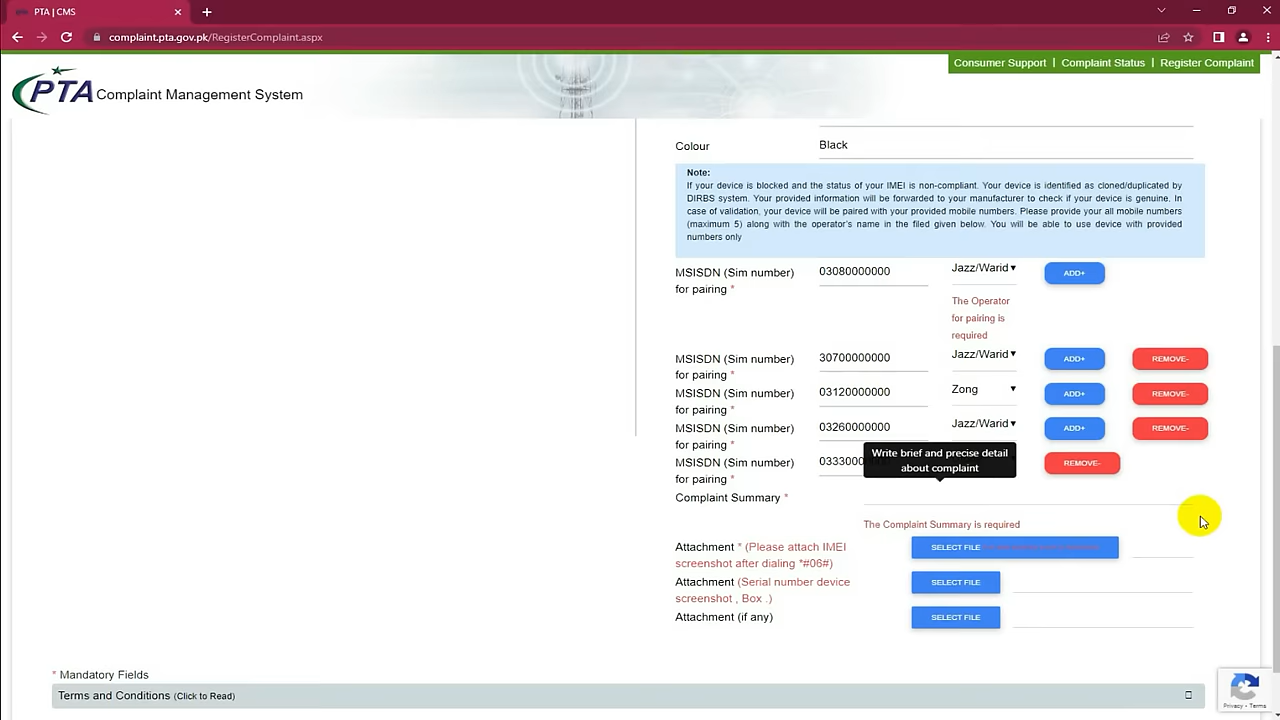 PTA | CMS
complaint.pta.gov.pk/RegisterComplaint.aspx
Consumer Support | Complaint Status | Register Complaint
PTA Complaint Management System
Colour Black
Note:
If your device is blocked and the status of your IMEI is non-compliant. Your device is identified as cloned/duplicated by
DIRBS system. Your provided information will be forwarded to your manufacturer to check if your device is genuine. In
case of validation, your device will be paired with your provided mobile numbers. Please provide your all mobile numbers
(maximum 5) along with the operator's name in the filed given below. You will be able to use device with provided
numbers only
MSISDN (Sim number) 03080000000 Jazz/Warid ADD+
for pairing *
The Operator
for pairing is
required
MSISDN (Sim number) 30700000000 Jazz/Warid ADD+ REMOVE-
for pairing *
MSISDN (Sim number) 03120000000 Zong ADD+ REMOVE-
for pairing *
MSISDN (Sim number) 03260000000 Jazz/Warid ADD+ REMOVE-
for pairing *
Write brief and precise detail
about complaint
MSISDN (Sim number) 0333000 REMOVE-
for pairing *
Complaint Summary *
The Complaint Summary is required
Attachment * (Please attach IMEI SELECT FILE
screenshot after dialing *#06#)
Attachment (Serial number device SELECT FILE
screenshot , Box .)
Attachment (if any) SELECT FILE
* Mandatory Fields
Terms and Conditions (Click to Read)
Privacy - Terms